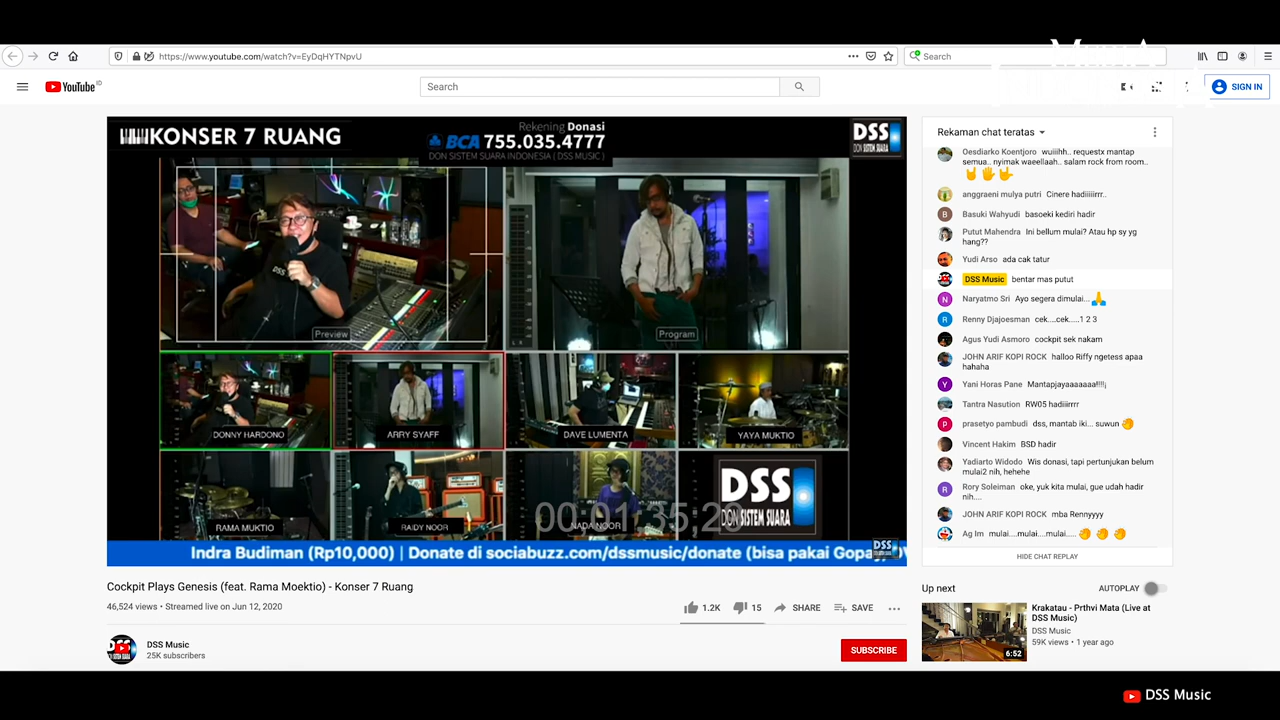 https://www.youtube.com/watch?v=EyDqHYTNpvU
Search
YouTube ID
Search
SIGN IN
KONSER 7 RUANG
Rekening Donasi
BCA 755.035.4777
DON SISTEM SUARA INDONESIA ( DSS MUSIC )
DSS
DON SISTEM SUARA
DSS
Preview
Program
DONNY HARDONO
ARRY SYAFF
DAVE LUMENTA
YAYA MUKTIO
RAMA MUKTIO
RAIDY NOOR
NADA NOOR
DSS
DON SISTEM SUARA
Indra Budiman (Rp10,000) | Donate di sociabuzz.com/dssmusic/donate (bisa pakai Gopa
DSS
Cockpit Plays Genesis (feat. Rama Moektio) - Konser 7 Ruang
46,524 views • Streamed live on Jun 12, 2020
1.2K
15
SHARE
SAVE
DSS Music
25K subscribers
SUBSCRIBE
Rekaman chat teratas
Oesdiarko Koentjoro wuiiihh.. requestx mantap
semua.. nyimak waeellaah.. salam rock from room..
anggraeni mulya putri Cinere hadiiiirrr..
Basuki Wahyudi basoeki kediri hadir
Putut Mahendra Ini bellum mulai? Atau hp sy yg
hang??
Yudi Arso ada cak tatur
DSS Music bentar mas putut
Naryatmo Sri Ayo segera dimulai...
Renny Djajoesman cek....cek.....1 2 3
Agus Yudi Asmoro cockpit sek nakam
JOHN ARIF KOPI ROCK halloo Riffy ngetess apaa
hahaha
Yani Horas Pane Mantapjayaaaaaaa!!!¡
Tantra Nasution RW05 hadiiirrrr
prasetyo pambudi dss, mantab iki... suwun
Vincent Hakim BSD hadir
Yadiarto Widodo Wis donasi, tapi pertunjukan belum
mulai2 nih, hehehe
Rory Soleiman oke, yuk kita mulai, gue udah hadir
nih....
JOHN ARIF KOPI ROCK mba Rennyyyy
Ag Im mulai....mulai....mulai.....
HIDE CHAT REPLAY
Up next
AUTOPLAY
Krakatau - Prthvi Mata (Live at
DSS Music)
DSS Music
59K views • 1 year ago
6:52
DSS Music